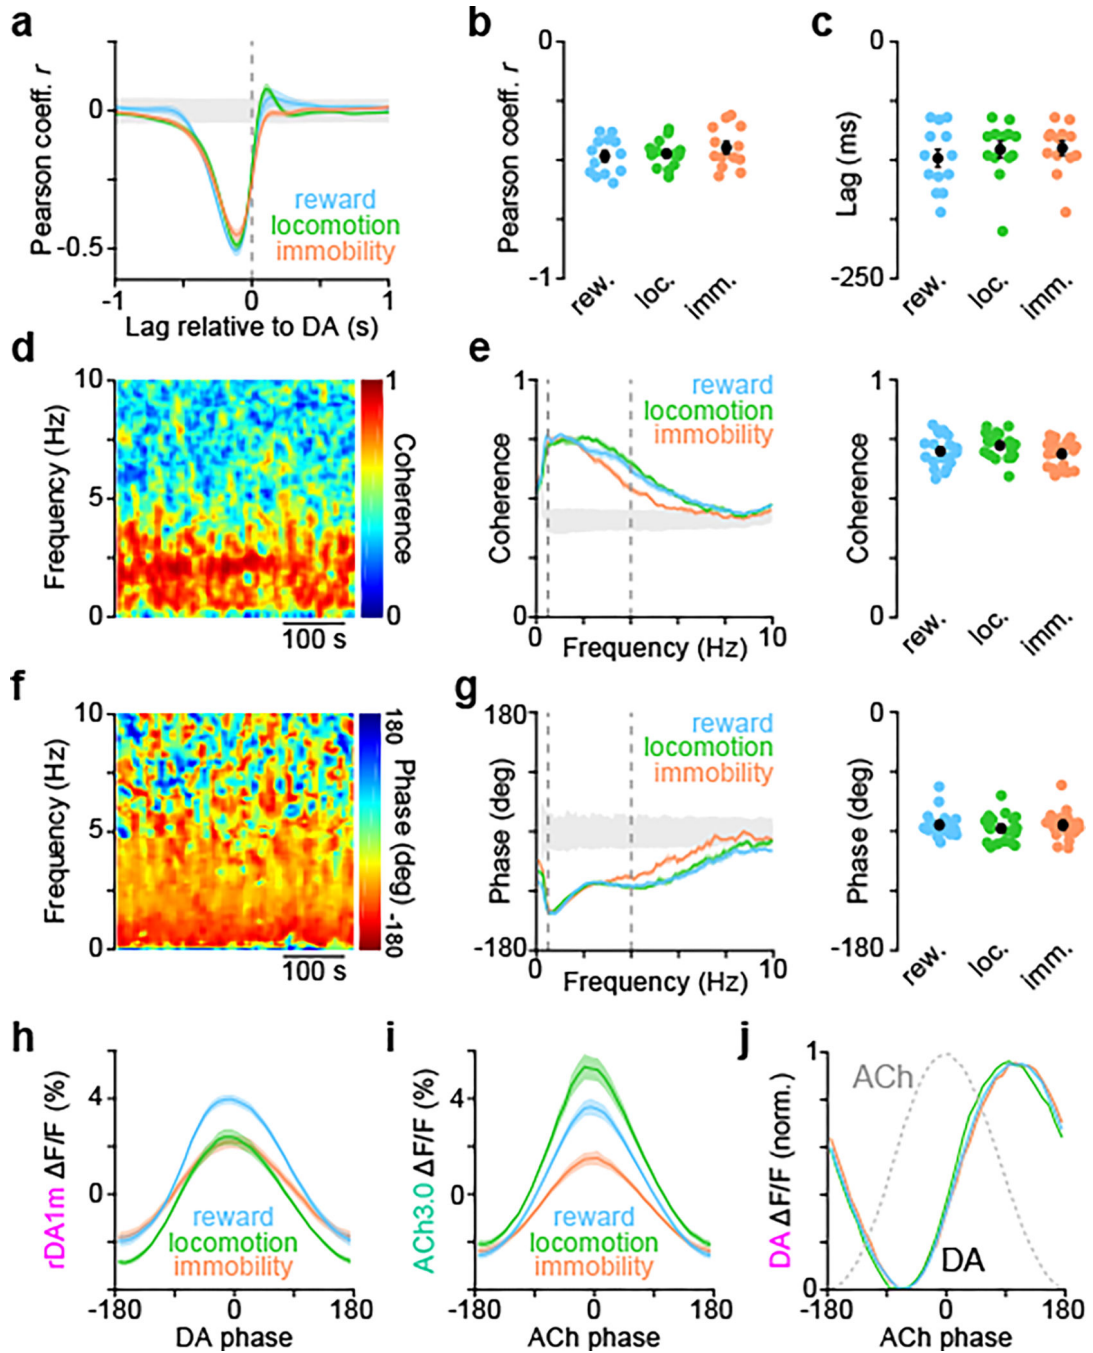 a
Pearson coeff. r
0
-0.5
reward
locomotion
immobility
-1
0
1
Lag relative to DA (s)
b
Pearson coeff. r
0
-1
rew.
loc.
imm.
c
Lag (ms)
0
-250
rew.
loc.
imm.
d
Frequency (Hz)
10
5
0
100 s
1
Coherence
0
e
Coherence
1
0
reward
locomotion
immobility
0
10
Frequency (Hz)
Coherence
1
0
rew.
loc.
imm.
f
Frequency (Hz)
10
5
0
100 s
180
Phase (deg)
-180
g
Phase (deg)
180
-180
reward
locomotion
immobility
0
10
Frequency (Hz)
Phase (deg)
0
-180
rew.
loc.
imm.
h
rDA1m ΔF/F (%)
4
0
reward
locomotion
immobility
-180
0
180
DA phase
i
ACh3.0 ΔF/F (%)
4
0
reward
locomotion
immobility
-180
0
180
ACh phase
j
DA ΔF/F (norm.)
1
0
ACh
DA
-180
0
180
ACh phase